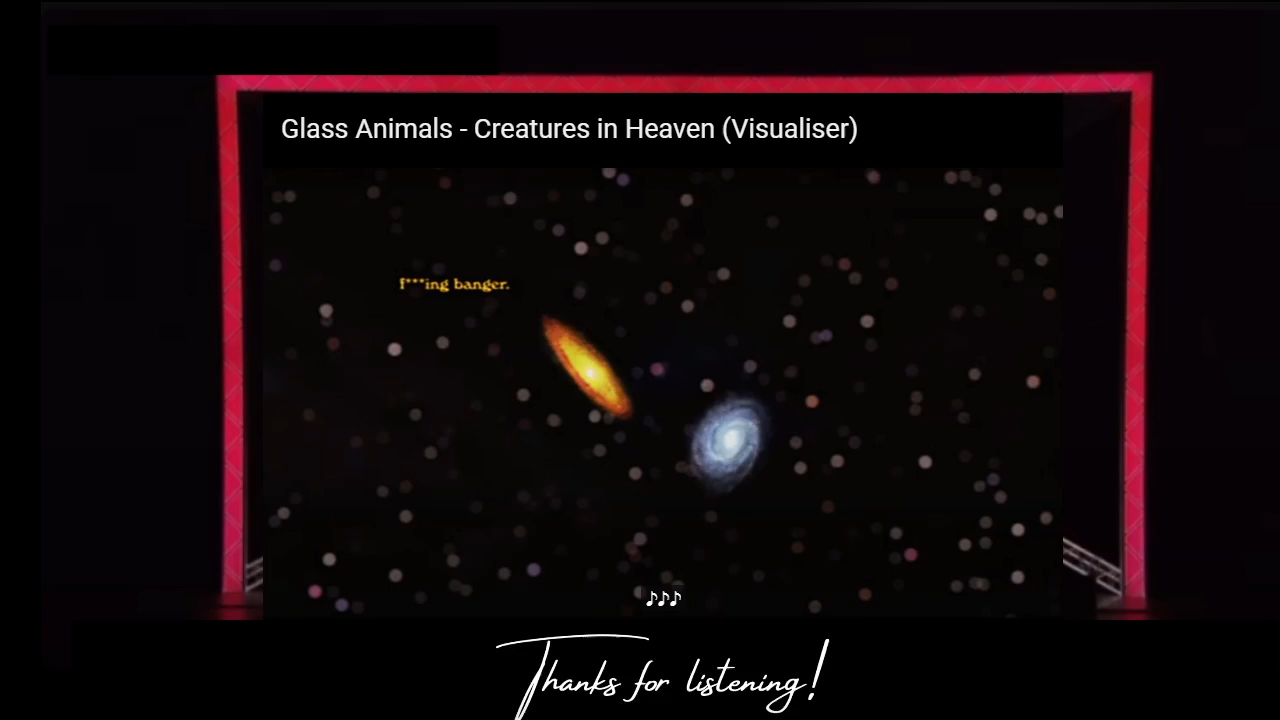 Glass Animals - Creatures in Heaven (Visualiser)
f***ing banger.
♪♪♪
Thanks for listening!